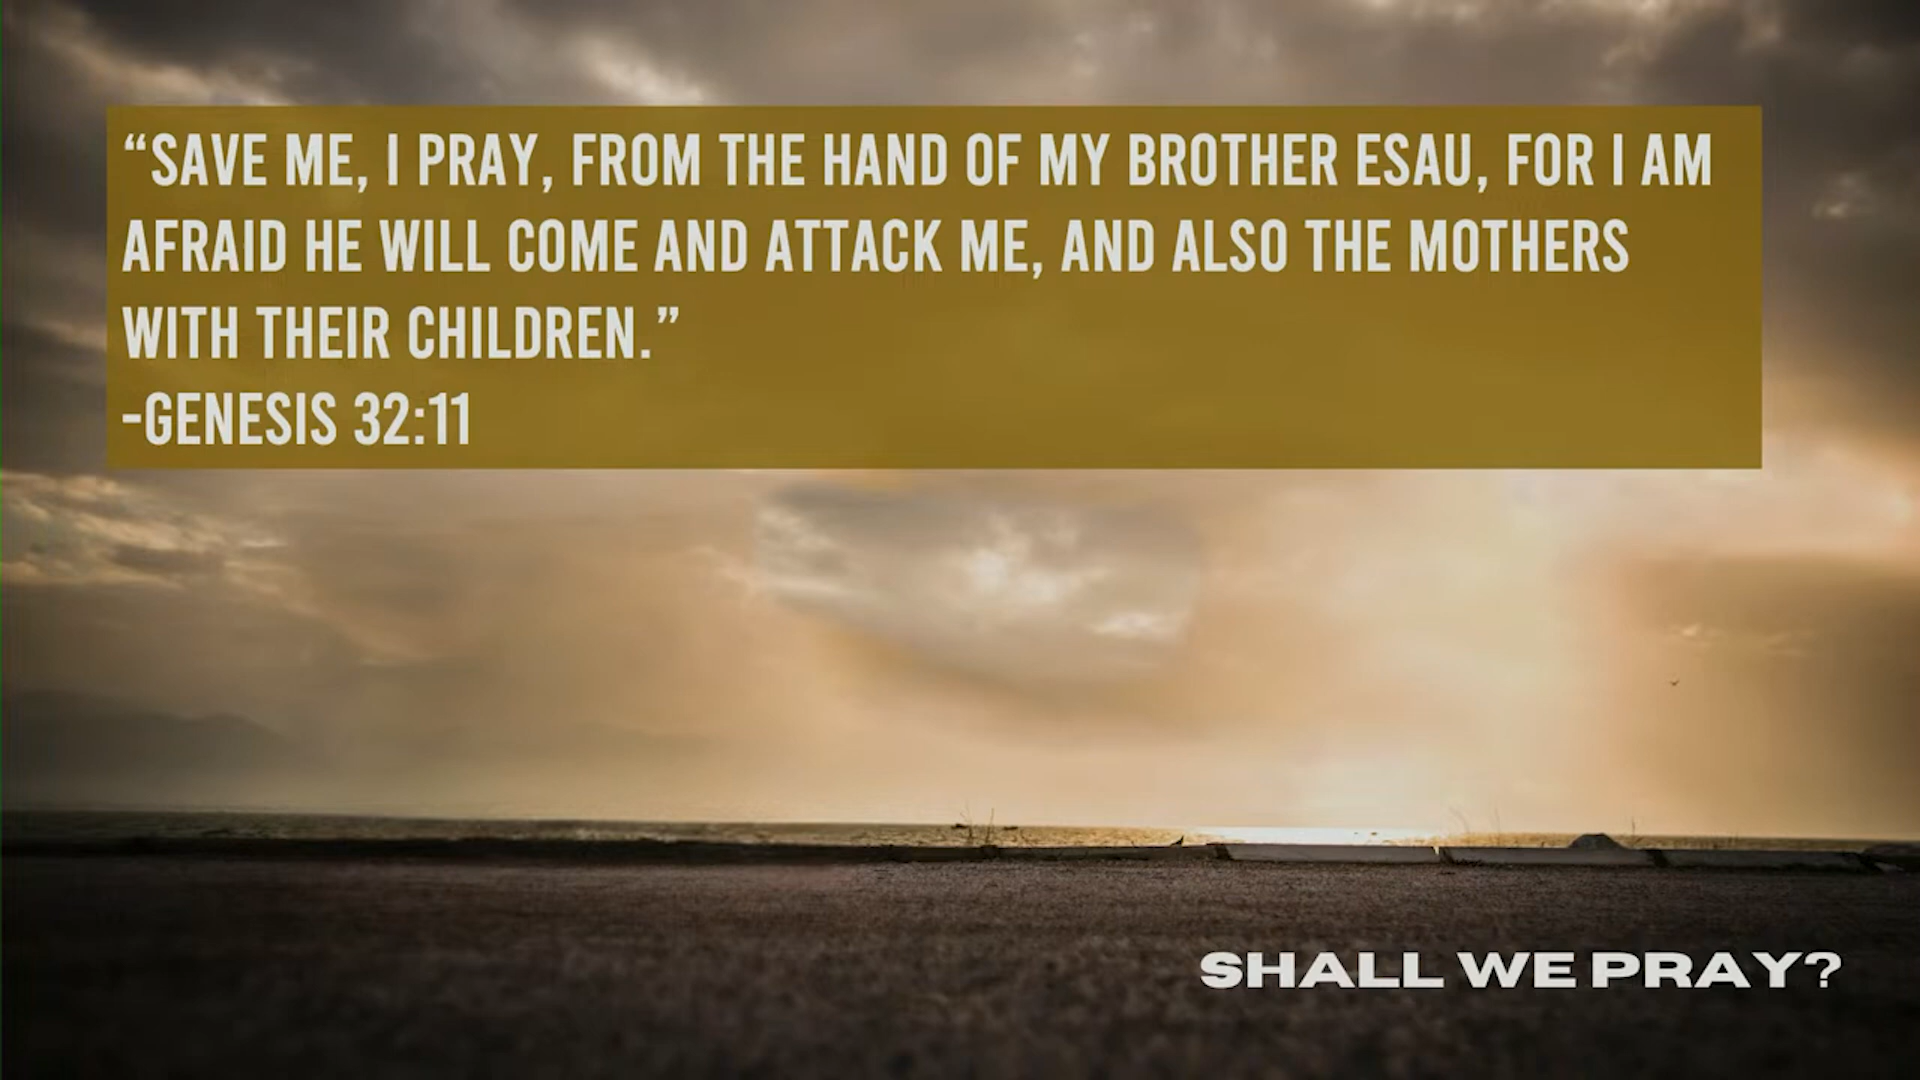 “SAVE ME, I PRAY, FROM THE HAND OF MY BROTHER ESAU, FOR I AM
AFRAID HE WILL COME AND ATTACK ME, AND ALSO THE MOTHERS
WITH THEIR CHILDREN.”
-GENESIS 32:11
SHALL WE PRAY?